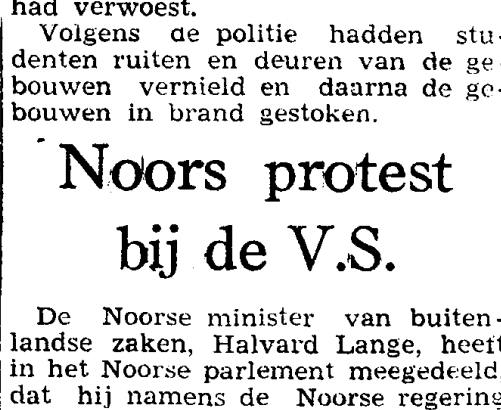 had verwoest.
Volgens de politie hadden stu-
denten ruiten en deuren van de ge-
bouwen vernield en daarna de ge-
bouwen in brand gestoken.
Noors protest
bij de V.S.
De Noorse minister van buiten-
landse zaken, Halvard Lange, heeft
in het Noorse parlement meegedeeld,
dat hij namens de Noorse regering